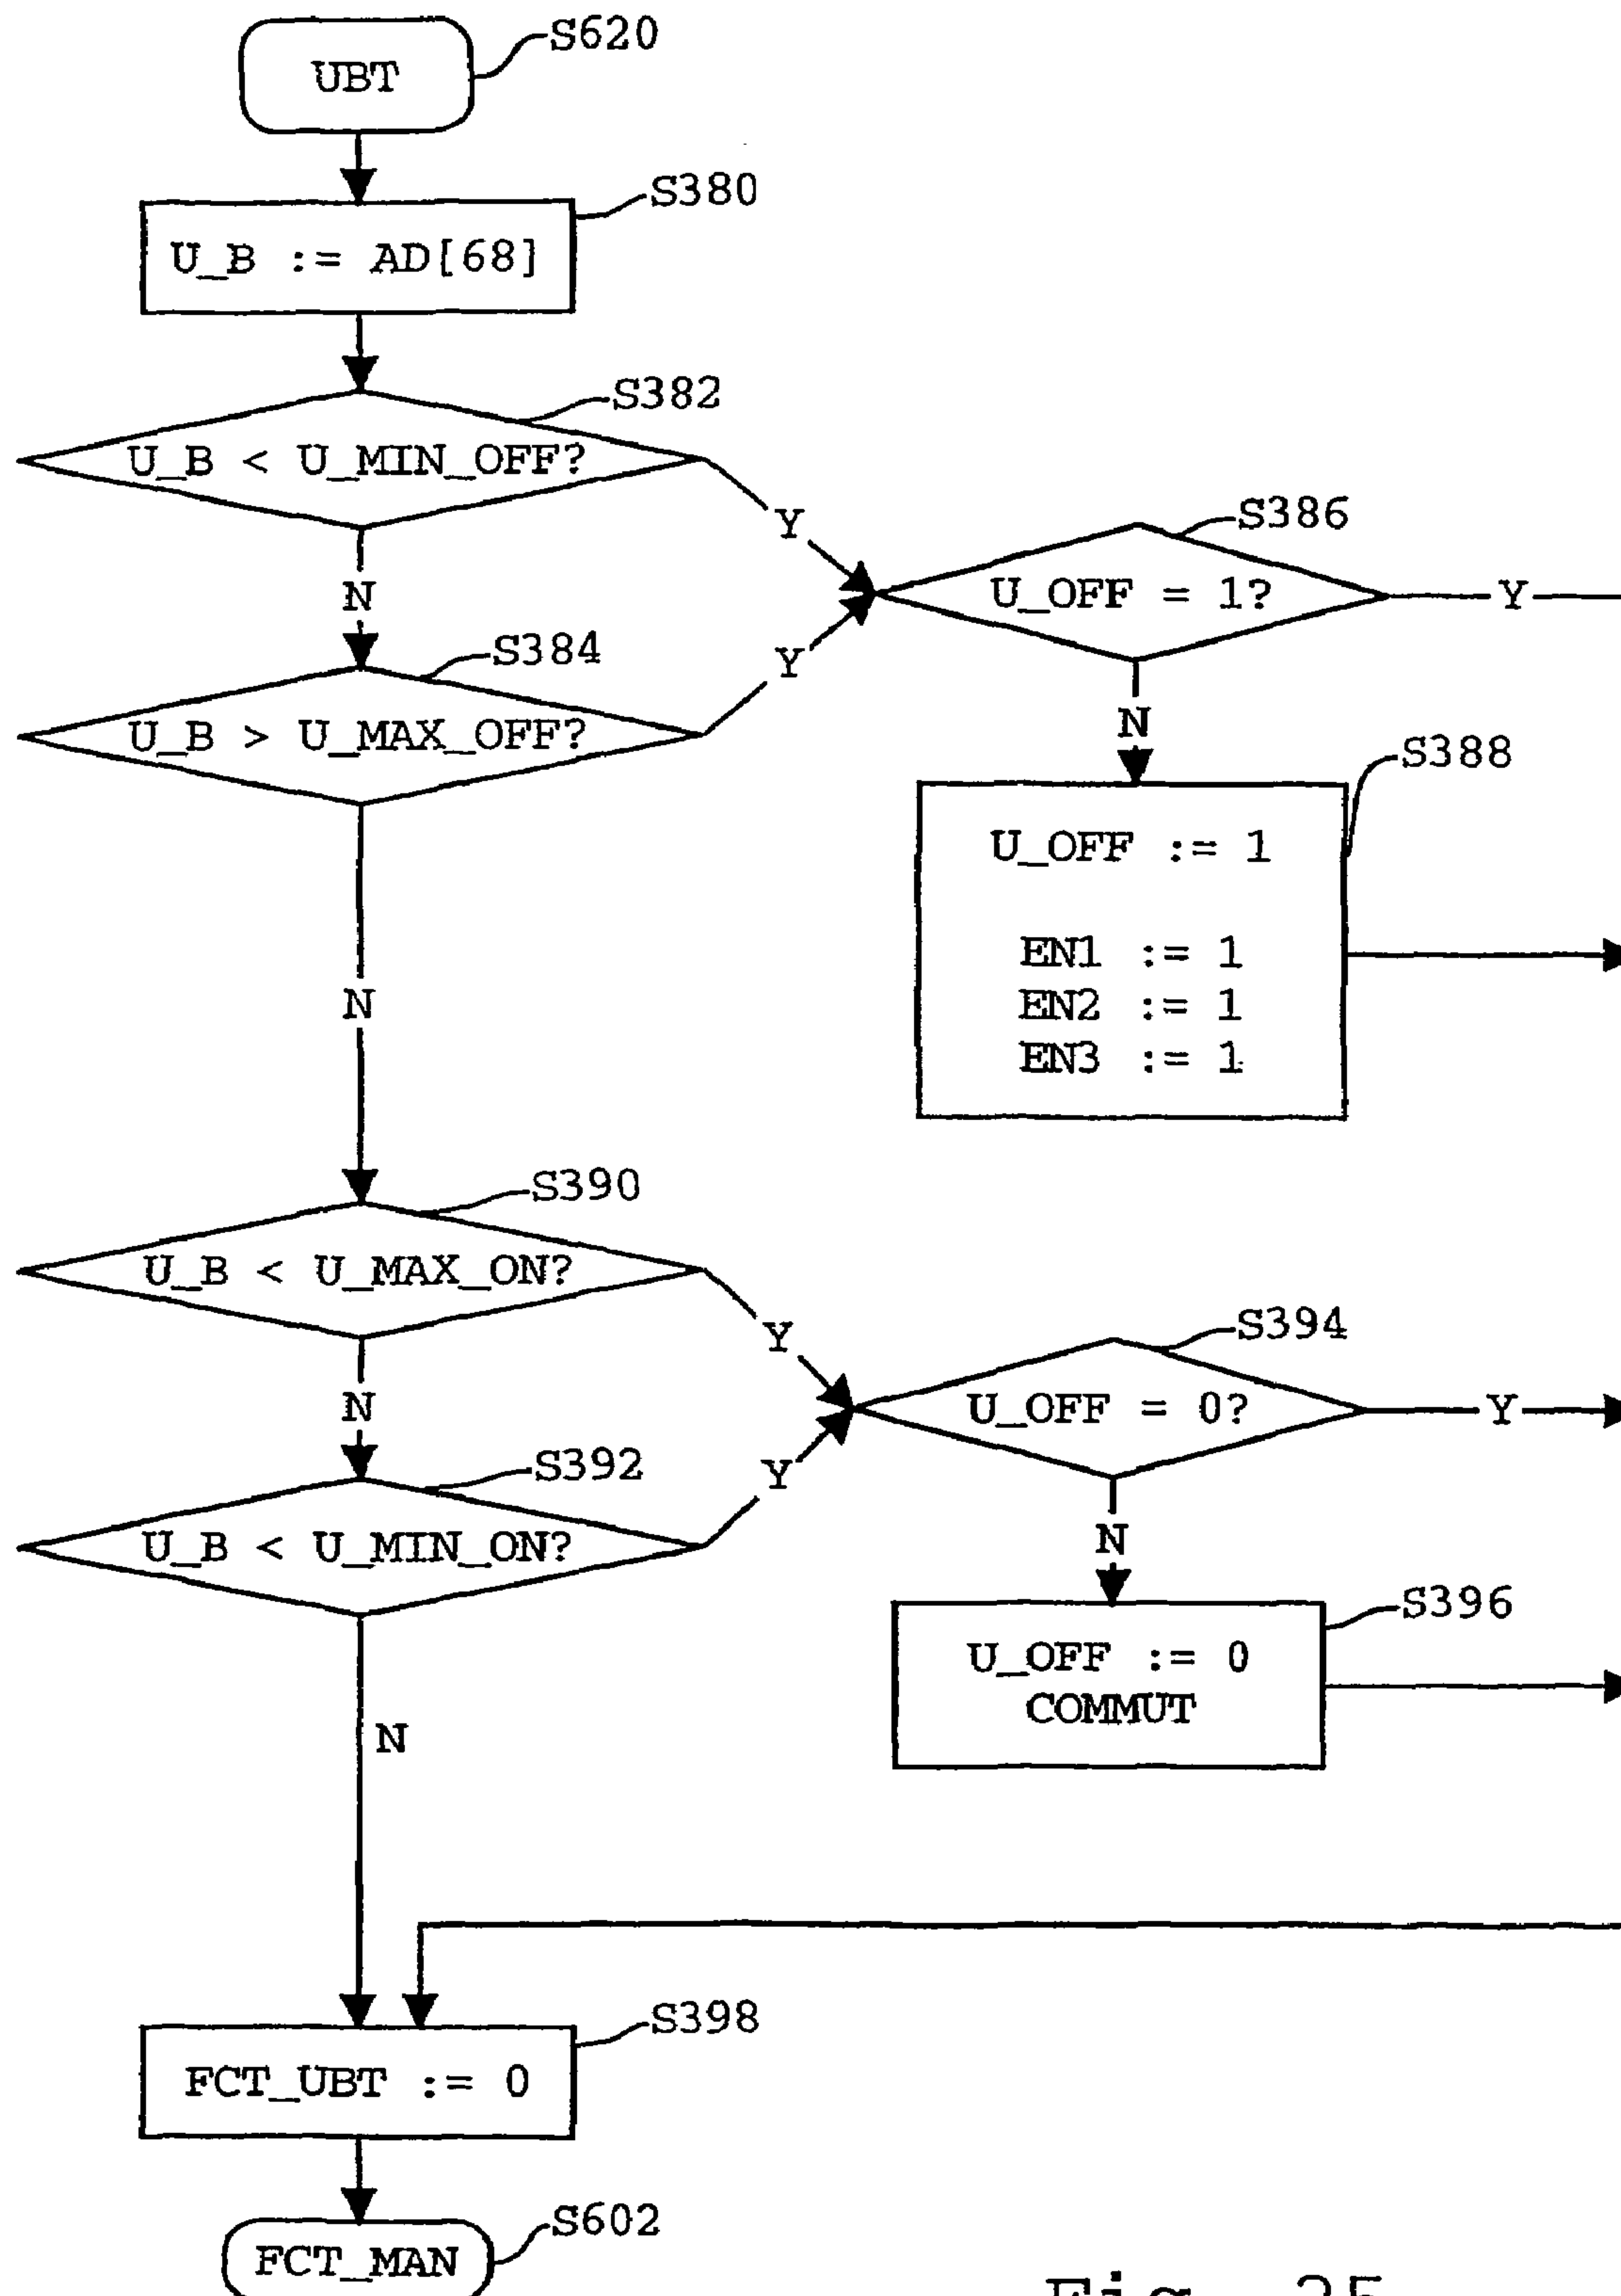 S620
UBT
S380
U_B := AD[68]
S382
U_B < U_MIN_OFF?
Y
S386
U_OFF = 1?
Y
N
S384
Y
U_B > U_MAX_OFF?
N
S388
U_OFF := 1
EN1 := 1
EN2 := 1
EN3 := 1
N
S390
U_B < U_MAX_ON?
Y
S394
U_OFF = 0?
Y
N
S392
Y
U_B < U_MIN_ON?
N
S396
U_OFF := 0
COMMUT
N
S398
FCT_UBT := 0
S602
FCT_MAN